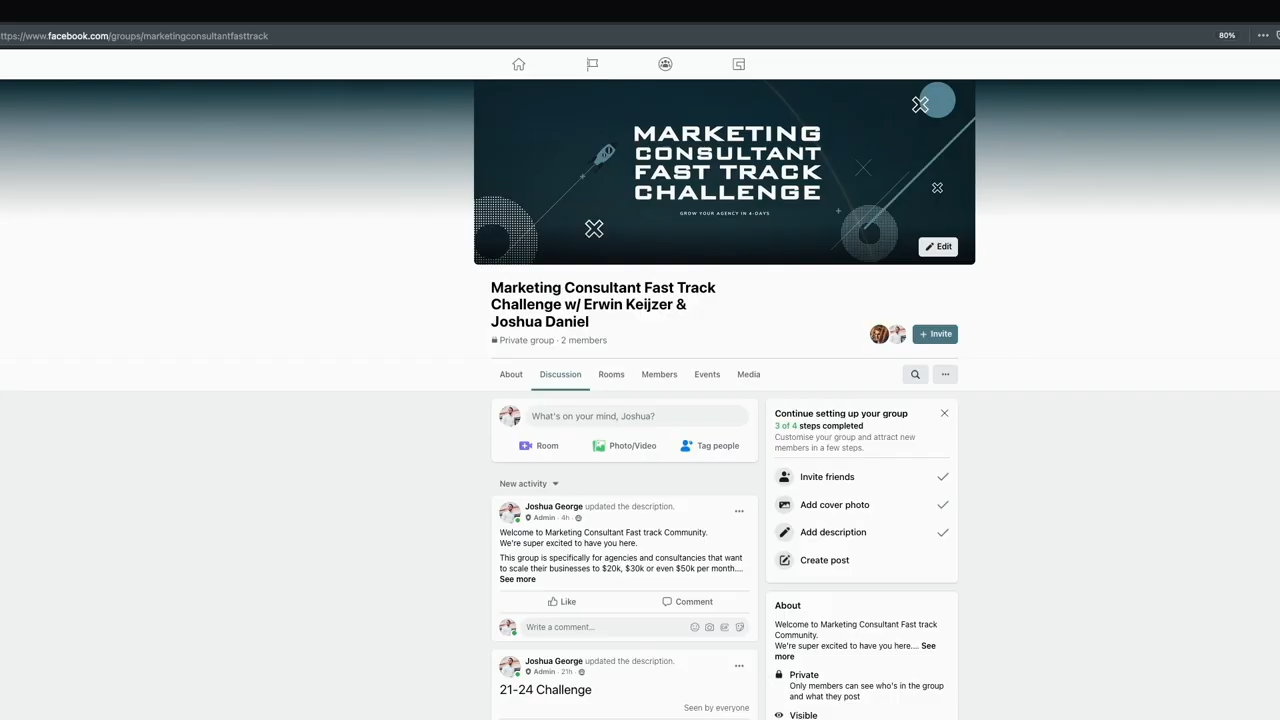 ttps://www.facebook.com/groups/marketingconsultantfasttrack
80%
MARKETING
CONSULTANT
FAST TRACK
CHALLENGE
GROW YOUR AGENCY IN 4-DAYS
Edit
Marketing Consultant Fast Track
Challenge w/ Erwin Keijzer &
Joshua Daniel
Private group · 2 members
+ Invite
About Discussion Rooms Members Events Media
What's on your mind, Joshua?
Room Photo/Video Tag people
New activity
Joshua George updated the description.
Admin · 4h ·
Welcome to Marketing Consultant Fast track Community.
We're super excited to have you here.
This group is specifically for agencies and consultancies that want
to scale their businesses to $20k, $30k or even $50k per month....
See more
Like Comment
Write a comment...
GIF
Joshua George updated the description.
Admin · 21h ·
21-24 Challenge
Seen by everyone
Continue setting up your group
3 of 4 steps completed
Customise your group and attract new
members in a few steps.
Invite friends
Add cover photo
Add description
Create post
About
Welcome to Marketing Consultant Fast track
Community.
We're super excited to have you here.... See
more
Private
Only members can see who's in the group
and what they post
Visible